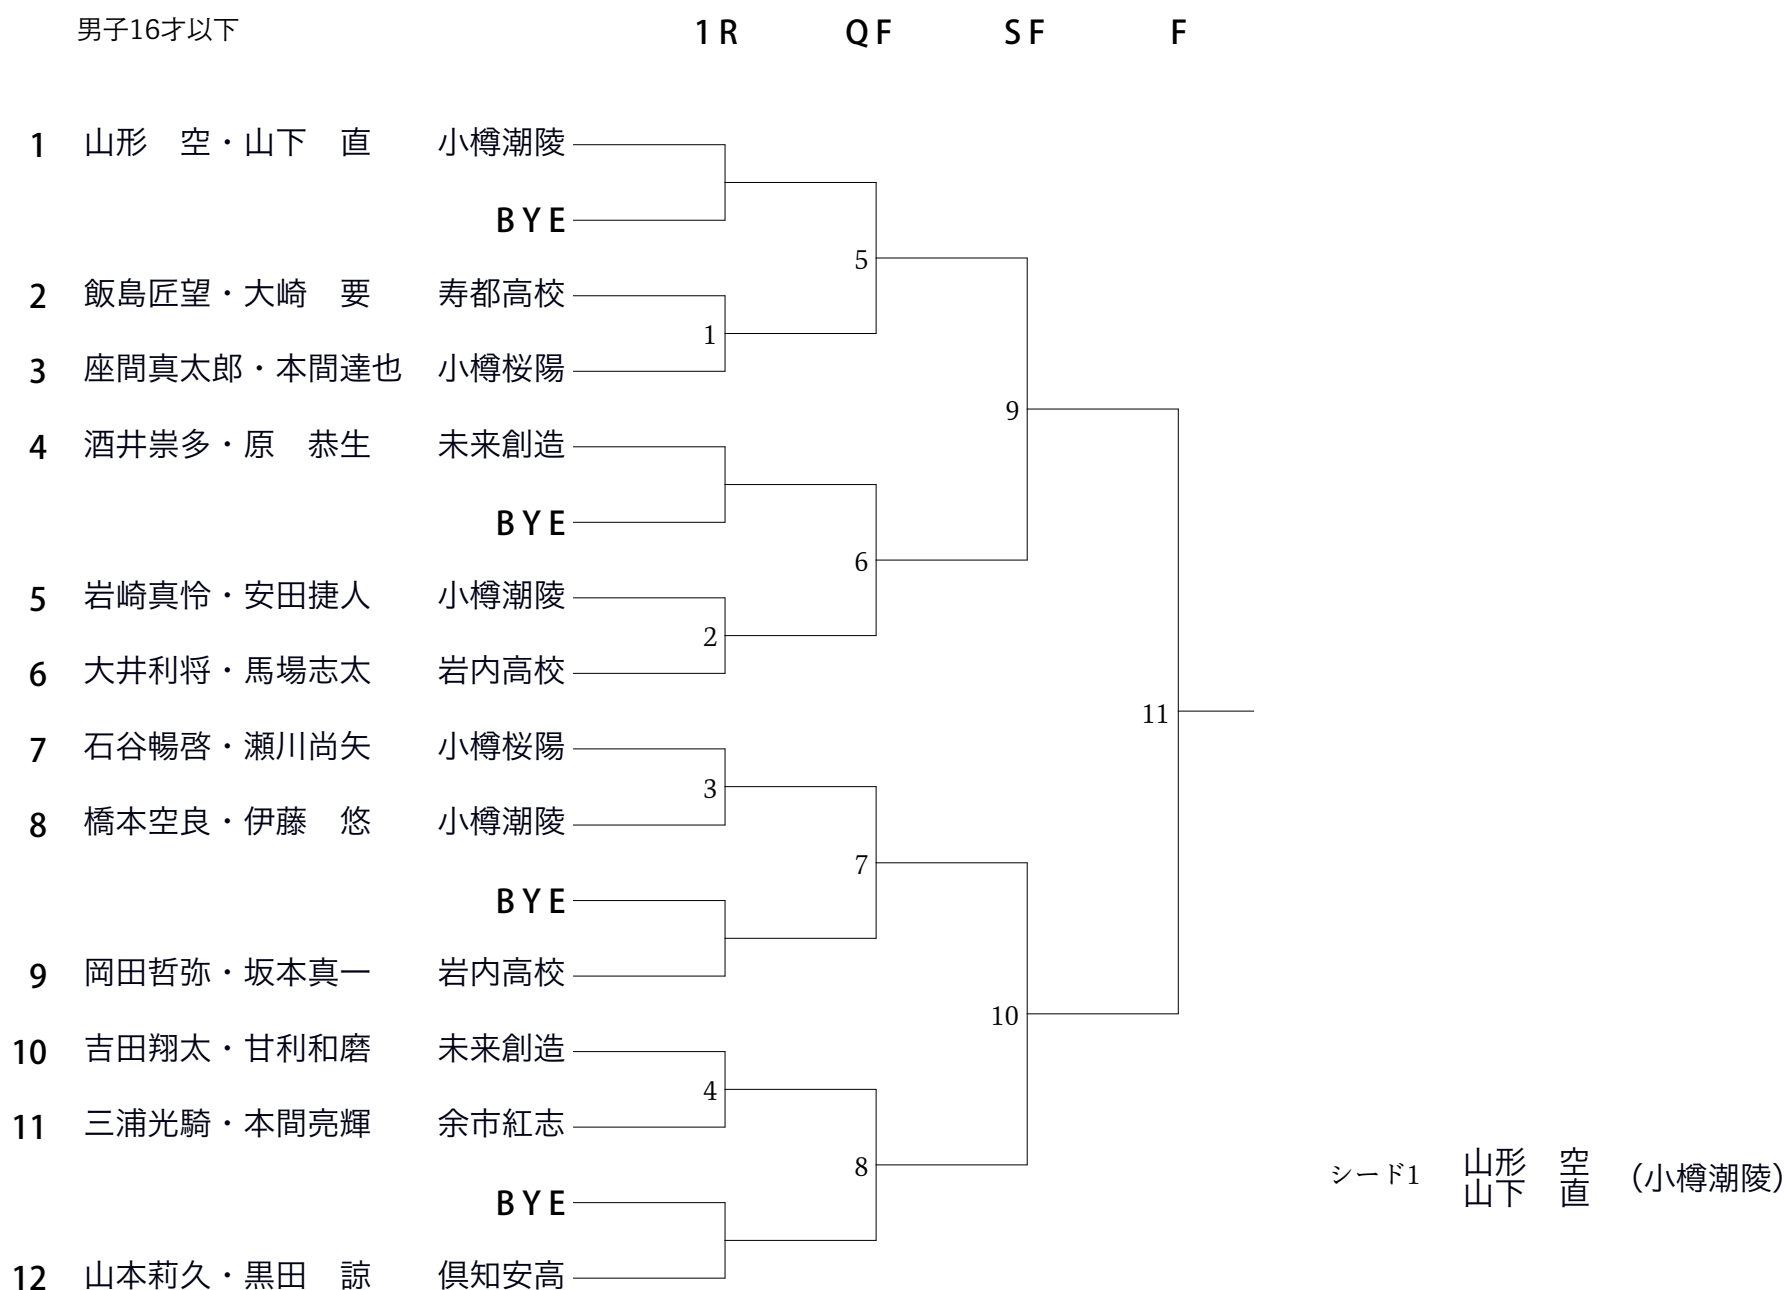 男子16才以下 1R QF SF F
1 山形　空・山下　直 小樽潮陵
BYE
5
2 飯島匠望・大崎　要 寿都高校
1
3 座間真太郎・本間達也 小樽桜陽
9
4 酒井崇多・原　恭生 未来創造
BYE
6
5 岩崎真怜・安田捷人 小樽潮陵
2
6 大井利将・馬場志太 岩内高校
11
7 石谷暢啓・瀬川尚矢 小樽桜陽
3
8 橋本空良・伊藤　悠 小樽潮陵
7
BYE
9 岡田哲弥・坂本真一 岩内高校
10
10 吉田翔太・甘利和磨 未来創造
4
11 三浦光騎・本間亮輝 余市紅志
8
シード1 山形　空 (小樽潮陵)
山下　直
BYE
12 山本莉久・黒田　諒 倶知安高